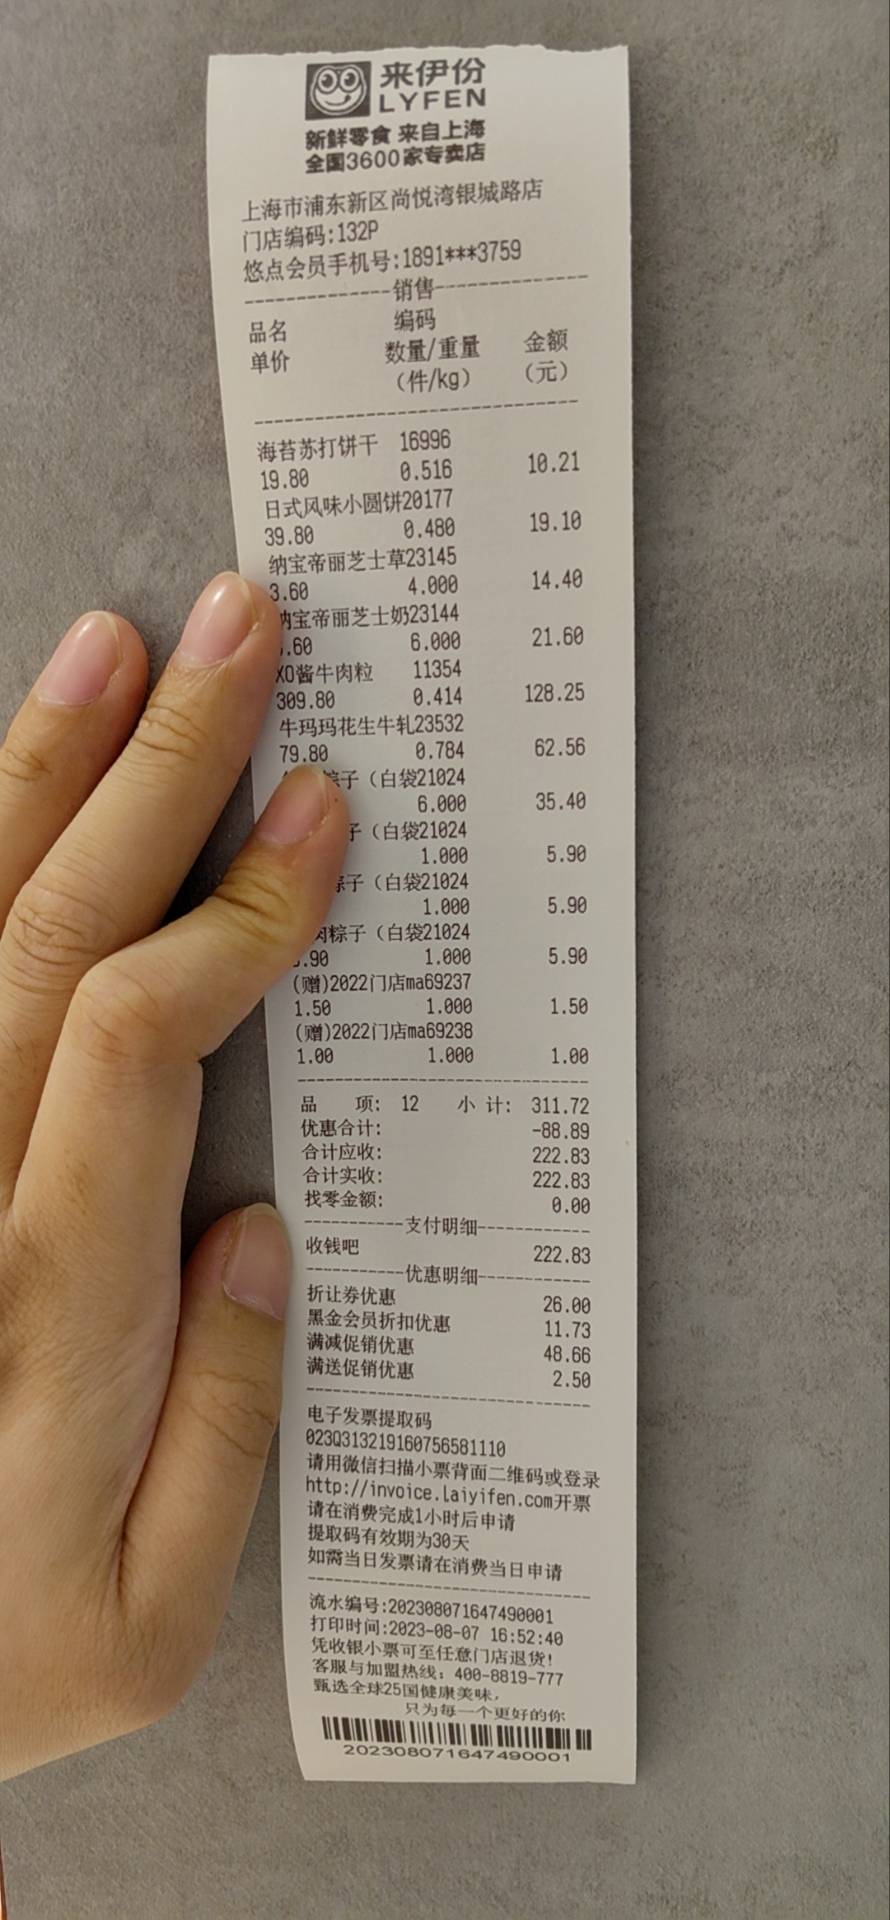 来伊份
LYFEN
新鲜零食 来自上海
全国3600家专卖店
上海市浦东新区尚悦湾银城路店
门店编码:132P
悠点会员手机号:1891***3759
---------------销售---------------
品名 编码
单价 数量/重量 金额
(件/kg) (元)
海苔苏打饼干 16996
19.80 0.516 10.21
日式风味小圆饼20177
39.80 0.480 19.10
纳宝帝丽芝士草23145
3.60 4.000 14.40
宝帝丽芝士奶23144
.60 6.000 21.60
XO酱牛肉粒 11354
309.80 0.414 128.25
牛玛玛花生牛轧23532
79.80 0.784 62.56
粽子(白袋21024
6.000 35.40
子(白袋21024
1.000 5.90
粽子(白袋21024
1.000 5.90
肉粽子(白袋21024
.90 1.000 5.90
(赠)2022门店ma69237
1.50 1.000 1.50
(赠)2022门店ma69238
1.00 1.000 1.00
品 项: 12 小 计: 311.72
优惠合计: -88.89
合计应收: 222.83
合计实收: 222.83
找零金额: 0.00
-----------支付明细-----------
收钱吧 222.83
-----------优惠明细-----------
折让券优惠 26.00
黑金会员折扣优惠 11.73
满减促销优惠 48.66
满送促销优惠 2.50
电子发票提取码
023Q313219160756581110
请用微信扫描小票背面二维码或登录
http://invoice.laiyifen.com开票
请在消费完成1小时后申请
提取码有效期为30天
如需当日发票请在消费当日申请
流水编号:202308071647490001
打印时间:2023-08-07 16:52:40
凭收银小票可至任意门店退货!
客服与加盟热线: 400-8819-777
甄选全球25国健康美味,
只为每一个更好的你
202308071647490001